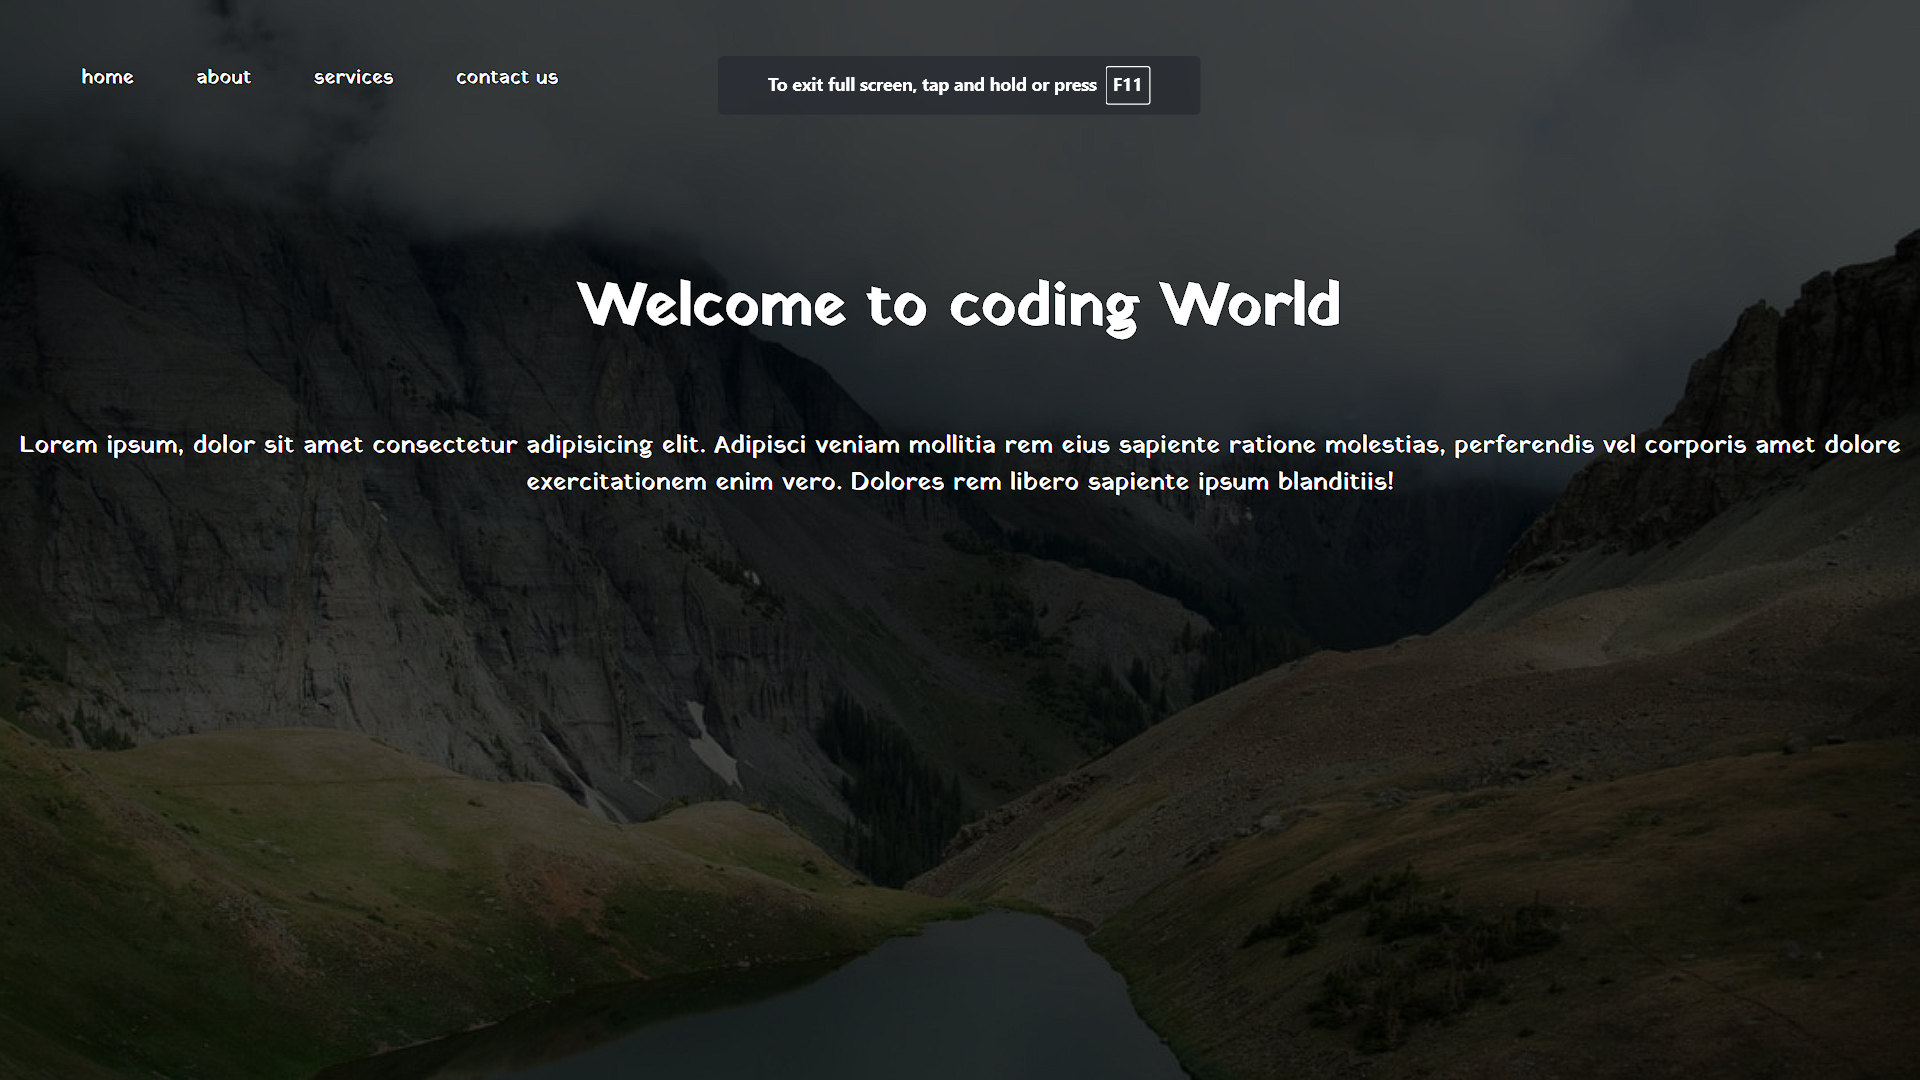 home about services contact us
To exit full screen, tap and hold or press F11
Welcome to coding World
Lorem ipsum, dolor sit amet consectetur adipisicing elit. Adipisci veniam mollitia rem eius sapiente ratione molestias, perferendis vel corporis amet dolore
exercitationem enim vero. Dolores rem libero sapiente ipsum blanditiis!